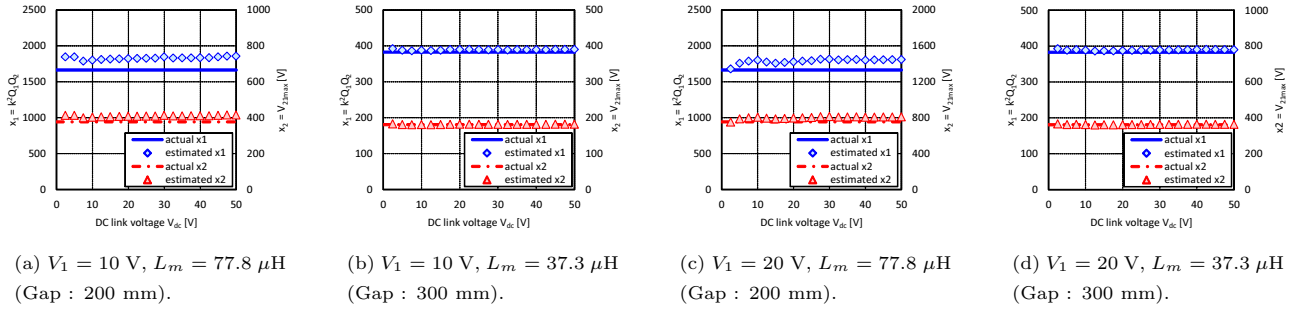 2500
2000
1500
1000
500
0
x₁ = k²Q₁Q₂
1000
800
600
400
200
0
x₂ = V₂₁max [V]
0 10 20 30 40 50
DC link voltage Vdc [V]
actual x1
estimated x1
actual x2
estimated x2
(a) V₁ = 10 V, Lₘ = 77.8 μH
(Gap : 200 mm).
500
400
300
200
100
0
x₁ = k²Q₁Q₂
500
400
300
200
100
0
x₂ = V₂₁max [V]
0 10 20 30 40 50
DC link voltage Vdc [V]
actual x1
estimated x1
actual x2
estimated x2
(b) V₁ = 10 V, Lₘ = 37.3 μH
(Gap : 300 mm).
2500
2000
1500
1000
500
0
x₁ = k²Q₁Q₂
2000
1600
1200
800
400
0
x₂ = V₂₁max [V]
0 10 20 30 40 50
DC link voltage Vdc [V]
actual x1
estimated x1
actual x2
estimated x2
(c) V₁ = 20 V, Lₘ = 77.8 μH
(Gap : 200 mm).
500
400
300
200
100
0
x₁ = k²Q₁Q₂
1000
800
600
400
200
0
x2 = V₂₁max [V]
0 10 20 30 40 50
DC link voltage Vdc [V]
actual x1
estimated x1
actual x2
estimated x2
(d) V₁ = 20 V, Lₘ = 37.3 μH
(Gap : 300 mm).